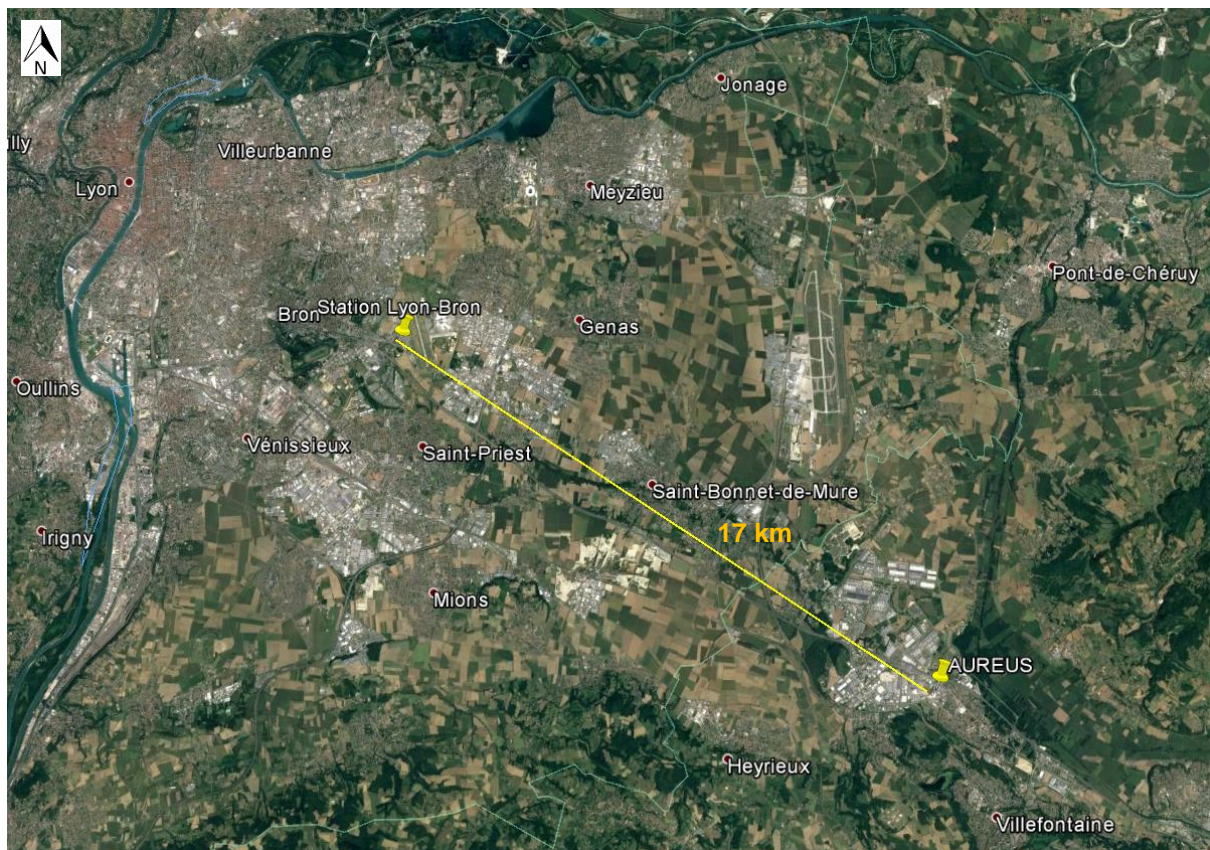 N
Jonage
illy
Villeurbanne
Lyon
Meyzieu
Pont-de-Chéruy
Bron
Station Lyon-Bron
Genas
Oullins
Vénissieux
Saint-Priest
Saint-Bonnet-de-Mure
Irigny
17 km
Mions
AUREUS
Heyrieux
Villefontaine